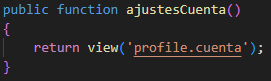 public function ajustesCuenta()
{
    return view('profile.cuenta');
}